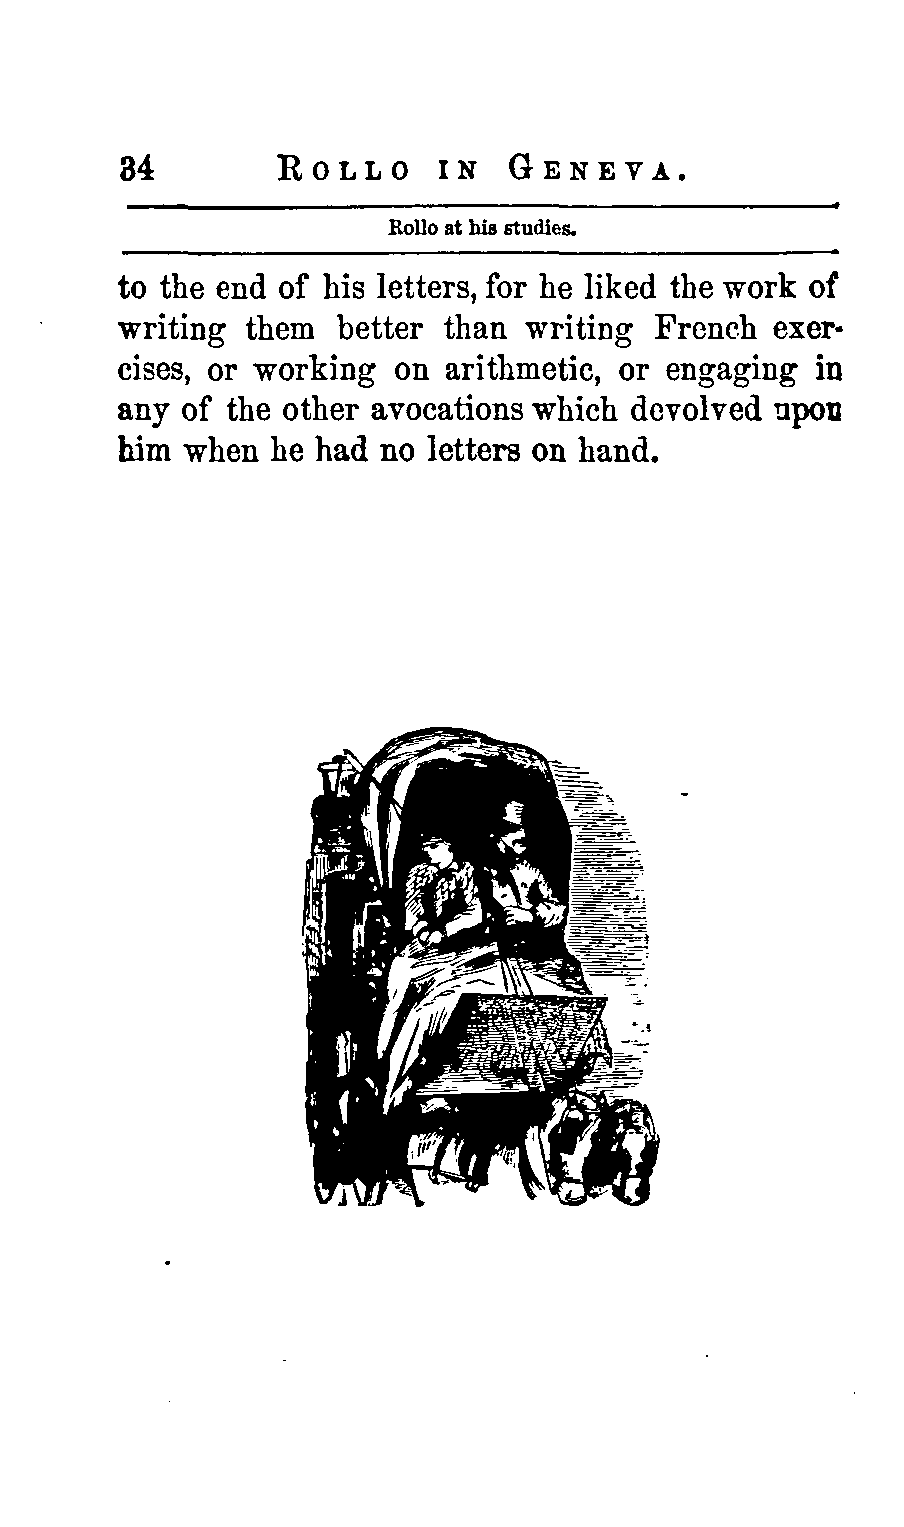 34 ROLLO IN GENEVA.
Rollo at his studies.
to the end of his letters, for he liked the work of
writing them better than writing French exer-
cises, or working on arithmetic, or engaging in
any of the other avocations which devolved upon
him when he had no letters on hand.